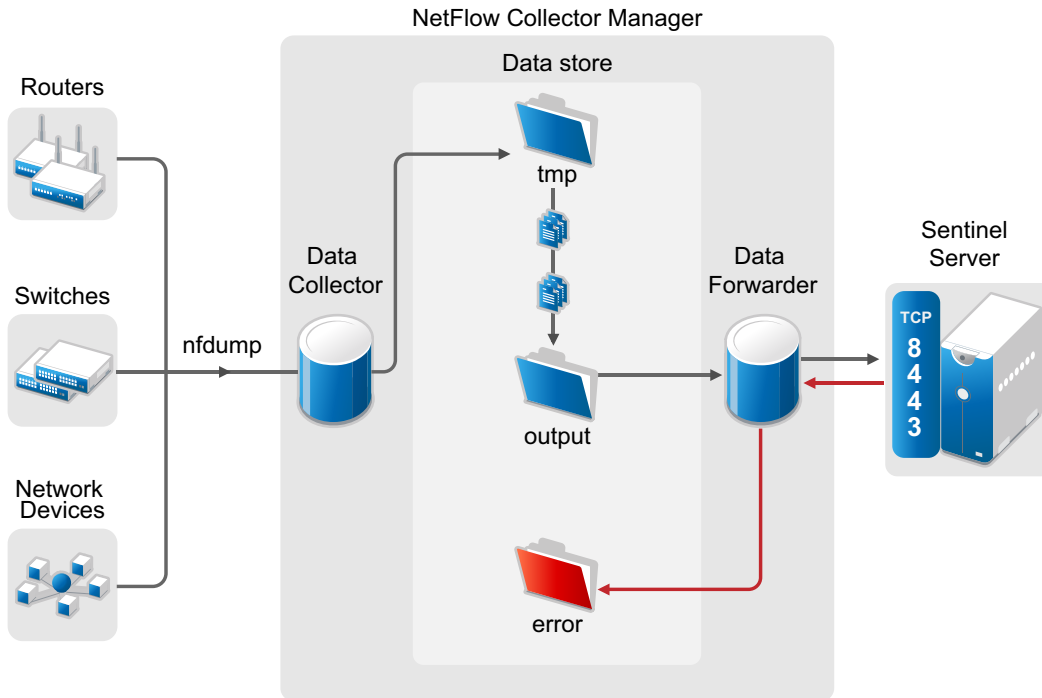 NetFlow Collector Manager
Data store
Routers
tmp
Switches
nfdump
Data
Collector
Data
Forwarder
Sentinel
Server
TCP
8
4
4
3
output
Network
Devices
error